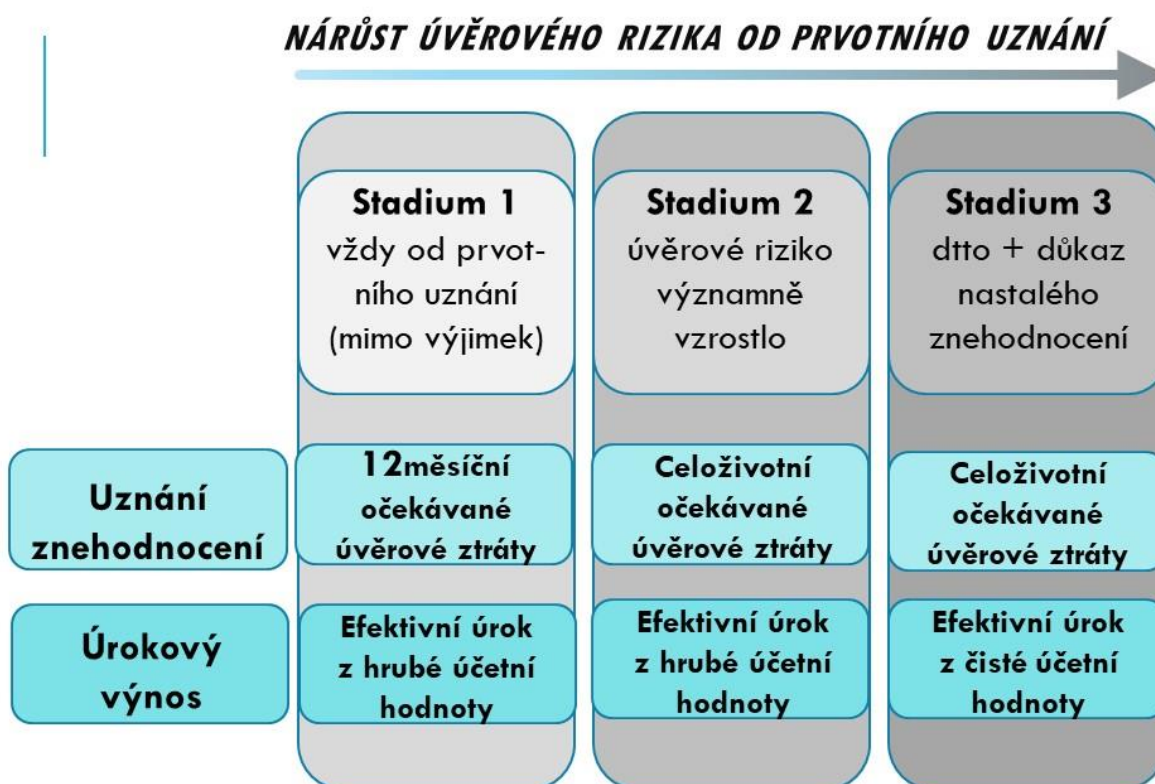 NÁRŮST ÚVĚROVÉHO RIZIKA OD PRVOTNÍHO UZNÁNÍ
Stadium 1
vždy od prvot-
ního uznání
(mimo výjimek)
Stadium 2
úvěrové riziko
významně
vzrostlo
Stadium 3
dtto + důkaz
nastalého
znehodnocení
Uznání
znehodnocení
12měsíční
očekávané
úvěrové ztráty
Celoživotní
očekávané
úvěrové ztráty
Celoživotní
očekávané
úvěrové ztráty
Úrokový
výnos
Efektivní úrok
z hrubé účetní
hodnoty
Efektivní úrok
z hrubé účetní
hodnoty
Efektivní úrok
z čisté účetní
hodnoty